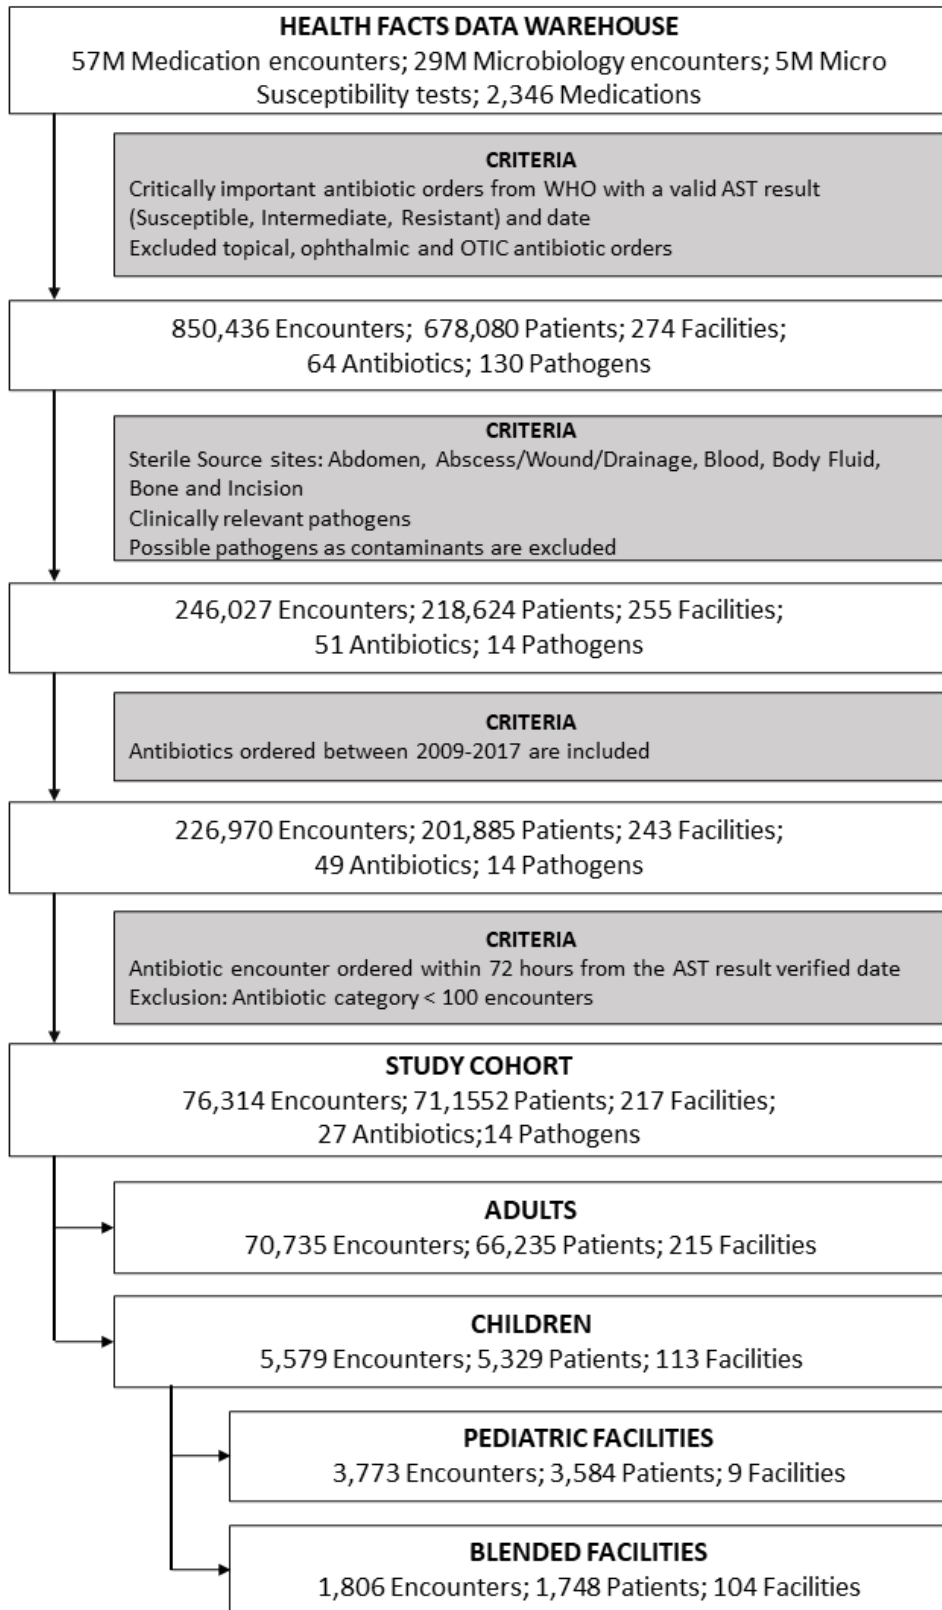 HEALTH FACTS DATA WAREHOUSE
57M Medication encounters; 29M Microbiology encounters; 5M Micro
Susceptibility tests; 2,346 Medications
CRITERIA
Critically important antibiotic orders from WHO with a valid AST result
(Susceptible, Intermediate, Resistant) and date
Excluded topical, ophthalmic and OTIC antibiotic orders
850,436 Encounters; 678,080 Patients; 274 Facilities;
64 Antibiotics; 130 Pathogens
CRITERIA
Sterile Source sites: Abdomen, Abscess/Wound/Drainage, Blood, Body Fluid,
Bone and Incision
Clinically relevant pathogens
Possible pathogens as contaminants are excluded
246,027 Encounters; 218,624 Patients; 255 Facilities;
51 Antibiotics; 14 Pathogens
CRITERIA
Antibiotics ordered between 2009-2017 are included
226,970 Encounters; 201,885 Patients; 243 Facilities;
49 Antibiotics; 14 Pathogens
CRITERIA
Antibiotic encounter ordered within 72 hours from the AST result verified date
Exclusion: Antibiotic category < 100 encounters
STUDY COHORT
76,314 Encounters; 71,1552 Patients; 217 Facilities;
27 Antibiotics;14 Pathogens
ADULTS
70,735 Encounters; 66,235 Patients; 215 Facilities
CHILDREN
5,579 Encounters; 5,329 Patients; 113 Facilities
PEDIATRIC FACILITIES
3,773 Encounters; 3,584 Patients; 9 Facilities
BLENDED FACILITIES
1,806 Encounters; 1,748 Patients; 104 Facilities